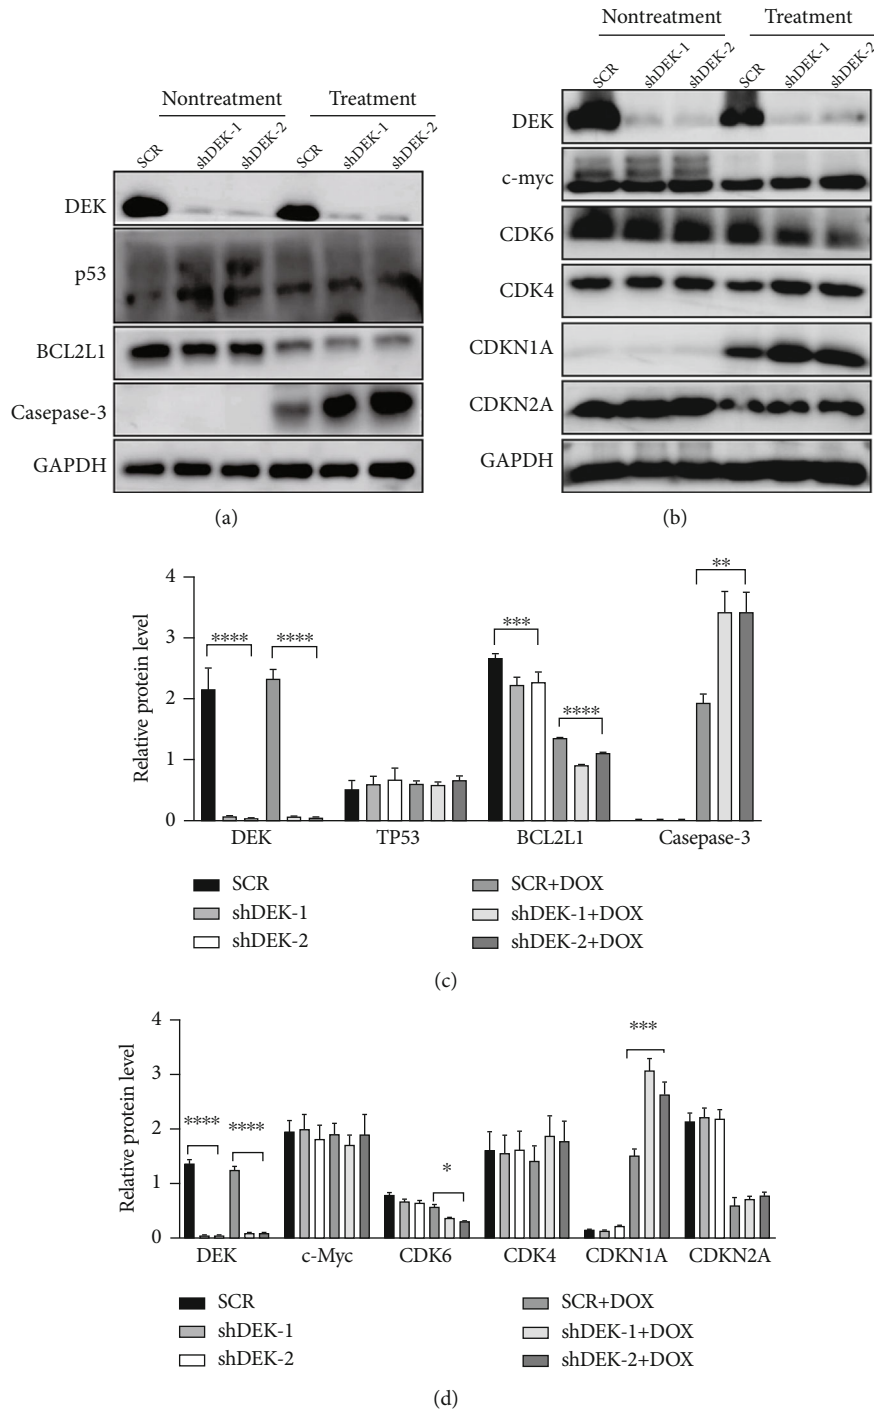 Nontreatment Treatment
SCR shDEK-1 shDEK-2 SCR shDEK-1 shDEK-2
DEK
p53
BCL2L1
Casepase-3
GAPDH
(a)
Nontreatment Treatment
SCR shDEK-1 shDEK-2 SCR shDEK-1 shDEK-2
DEK
c-myc
CDK6
CDK4
CDKN1A
CDKN2A
GAPDH
(b)
Relative protein level
4
3
2
1
0
**** **** *** **** **
DEK TP53 BCL2L1 Casepase-3
SCR SCR+DOX
shDEK-1 shDEK-1+DOX
shDEK-2 shDEK-2+DOX
(c)
Relative protein level
4
3
2
1
0
**** **** * ***
DEK c-Myc CDK6 CDK4 CDKN1A CDKN2A
SCR SCR+DOX
shDEK-1 shDEK-1+DOX
shDEK-2 shDEK-2+DOX
(d)